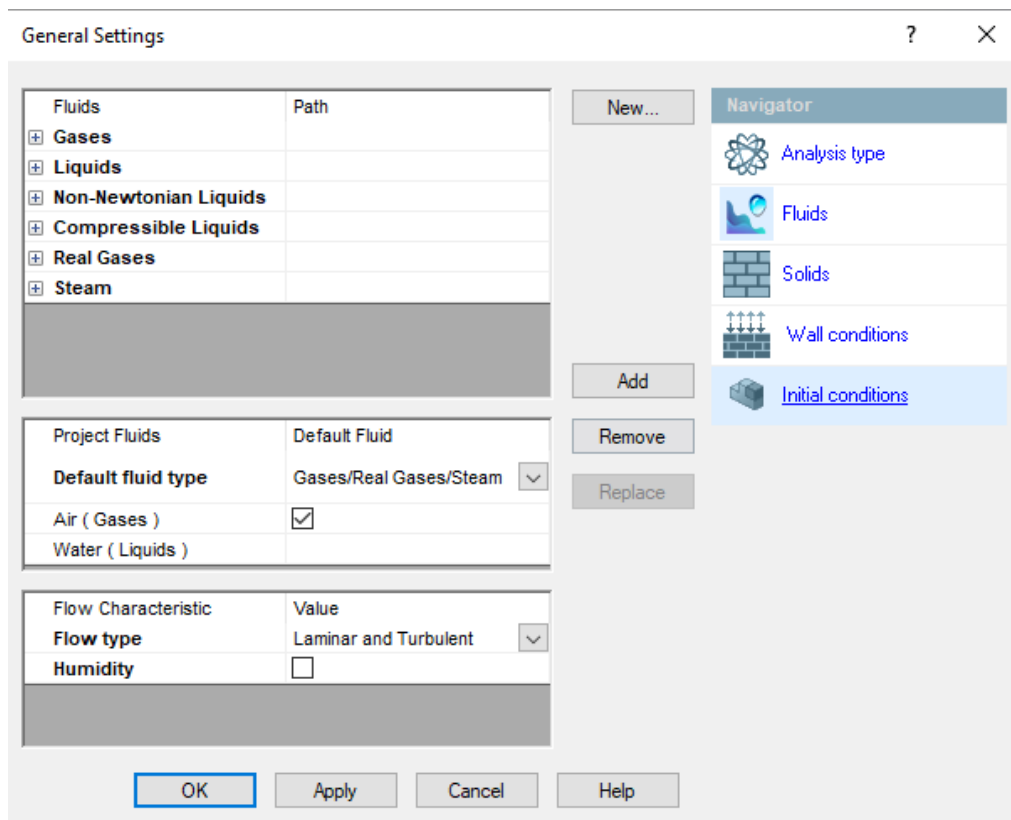 General Settings
?
Fluids Path
Gases
Liquids
Non-Newtonian Liquids
Compressible Liquids
Real Gases
Steam
New...
Add
Project Fluids Default Fluid
Default fluid type Gases/Real Gases/Steam
Air ( Gases )
Water ( Liquids )
Remove
Replace
Flow Characteristic Value
Flow type Laminar and Turbulent
Humidity
Navigator
Analysis type
Fluids
Solids
Wall conditions
Initial conditions
OK Apply Cancel Help